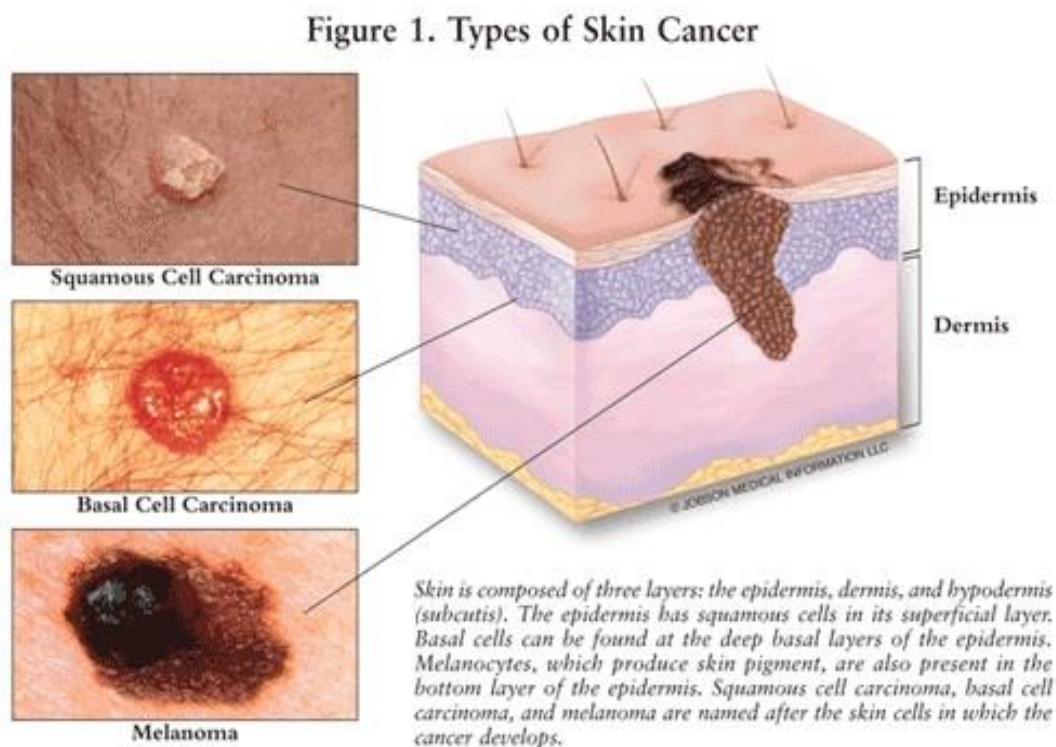 Figure 1. Types of Skin Cancer
Squamous Cell Carcinoma
Basal Cell Carcinoma
Melanoma
Epidermis
Dermis
© JOBSON MEDICAL INFORMATION LLC
Skin is composed of three layers: the epidermis, dermis, and hypodermis
(subcutis). The epidermis has squamous cells in its superficial layer.
Basal cells can be found at the deep basal layers of the epidermis.
Melanocytes, which produce skin pigment, are also present in the
bottom layer of the epidermis. Squamous cell carcinoma, basal cell
carcinoma, and melanoma are named after the skin cells in which the
cancer develops.